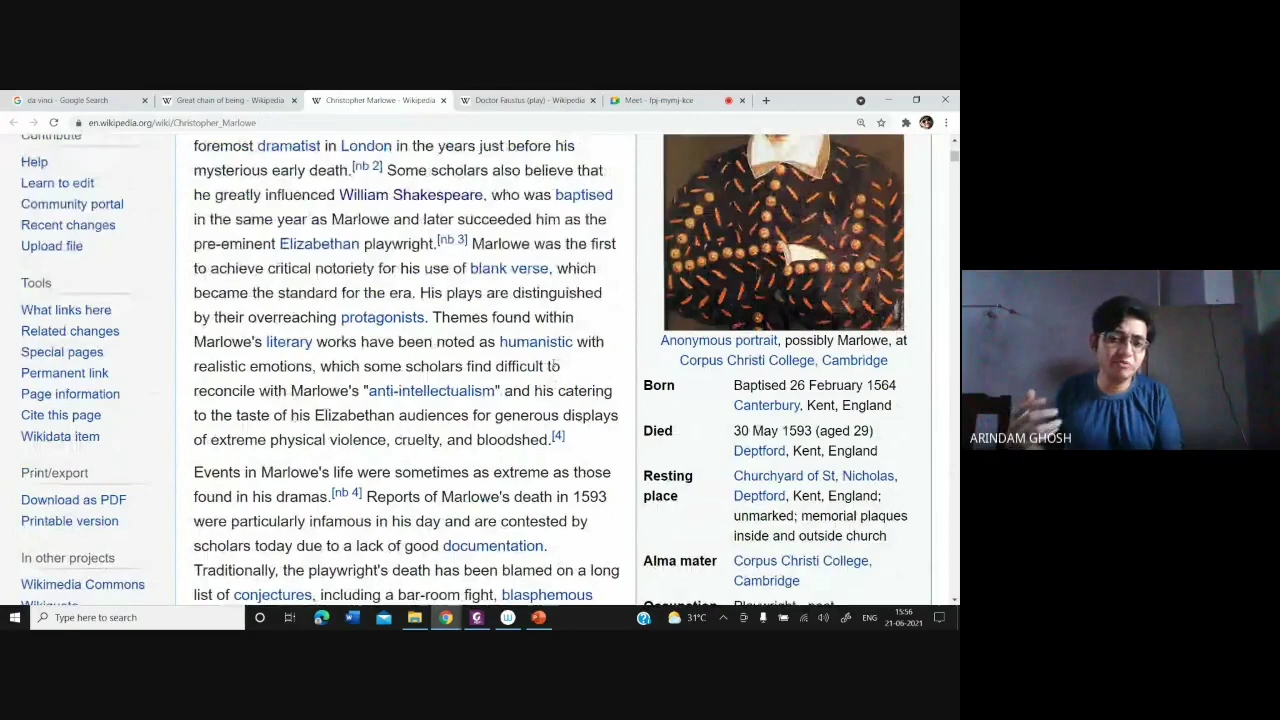 da vinci - Google Search
Great chain of being - Wikipedia
Christopher Marlowe - Wikipedia
Doctor Faustus (play) - Wikipedia
Meet - fpj-mymj-kce
en.wikipedia.org/wiki/Christopher_Marlowe
Contribute
Help
Learn to edit
Community portal
Recent changes
Upload file
Tools
What links here
Related changes
Special pages
Permanent link
Page information
Cite this page
Wikidata item
Print/export
Download as PDF
Printable version
In other projects
Wikimedia Commons
Wikiquote
foremost dramatist in London in the years just before his
mysterious early death.[nb 2] Some scholars also believe that
he greatly influenced William Shakespeare, who was baptised
in the same year as Marlowe and later succeeded him as the
pre-eminent Elizabethan playwright.[nb 3] Marlowe was the first
to achieve critical notoriety for his use of blank verse, which
became the standard for the era. His plays are distinguished
by their overreaching protagonists. Themes found within
Marlowe's literary works have been noted as humanistic with
realistic emotions, which some scholars find difficult to
reconcile with Marlowe's "anti-intellectualism" and his catering
to the taste of his Elizabethan audiences for generous displays
of extreme physical violence, cruelty, and bloodshed.[4]
Events in Marlowe's life were sometimes as extreme as those
found in his dramas.[nb 4] Reports of Marlowe's death in 1593
were particularly infamous in his day and are contested by
scholars today due to a lack of good documentation.
Traditionally, the playwright's death has been blamed on a long
list of conjectures, including a bar-room fight, blasphemous
Anonymous portrait, possibly Marlowe, at
Corpus Christi College, Cambridge
Born Baptised 26 February 1564
Canterbury, Kent, England
Died 30 May 1593 (aged 29)
Deptford, Kent, England
Resting Churchyard of St, Nicholas,
place Deptford, Kent, England;
unmarked; memorial plaques
inside and outside church
Alma mater Corpus Christi College,
Cambridge
Occupation Playwright, poet
ARINDAM GHOSH
Type here to search
31°C
ENG
15:56
21-06-2021